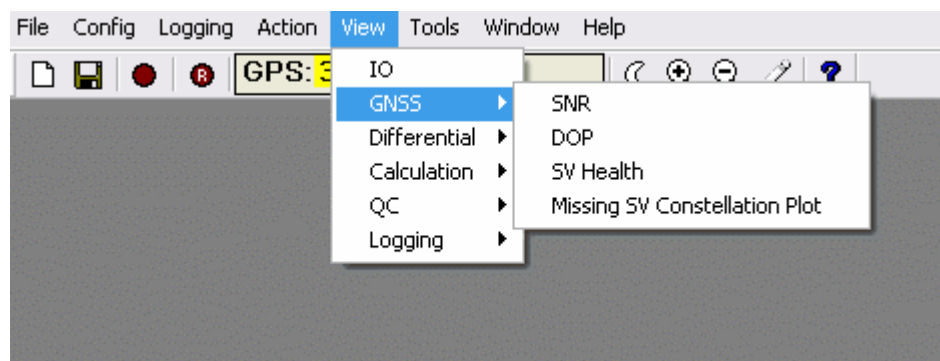 File Config Logging Action View Tools Window Help
R GPS: 3 ?
IO
GNSS
Differential
Calculation
QC
Logging
SNR
DOP
SV Health
Missing SV Constellation Plot